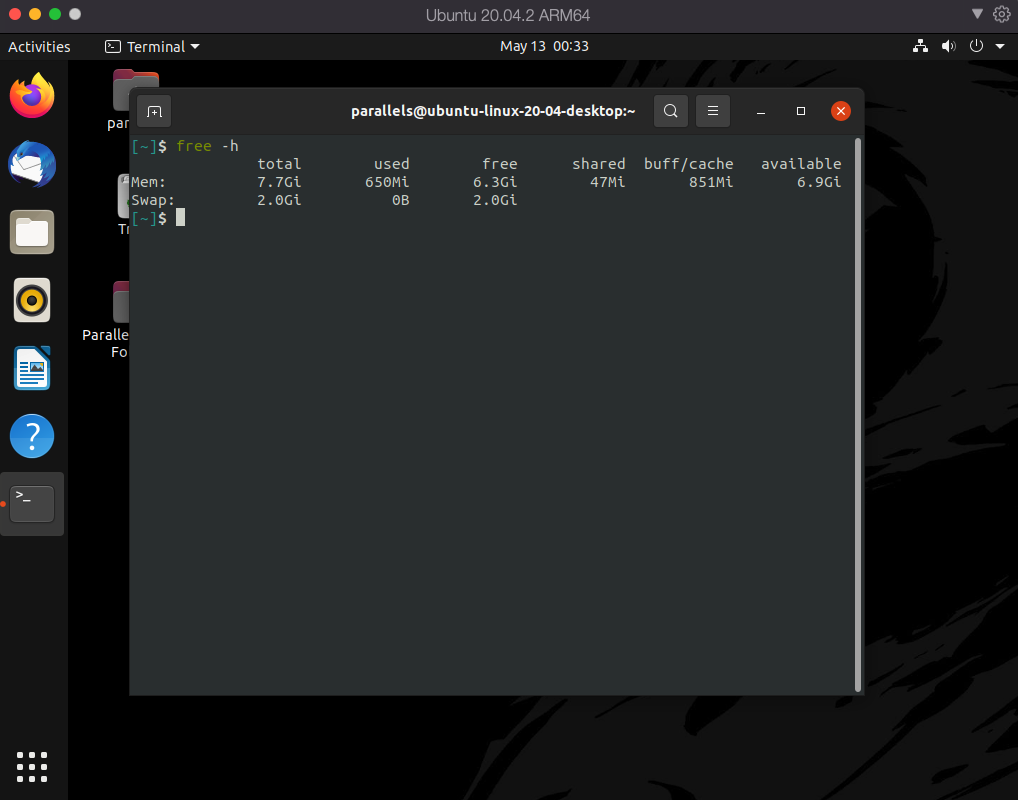 Ubuntu 20.04.2 ARM64
Activities Terminal May 13 00:33
parallels@ubuntu-linux-20-04-desktop:~
[~]$ free -h
total used free shared buff/cache available
Mem: 7.7Gi 650Mi 6.3Gi 47Mi 851Mi 6.9Gi
Swap: 2.0Gi 0B 2.0Gi
[~]$
par
Tr
Paralle
Fo
?
>_